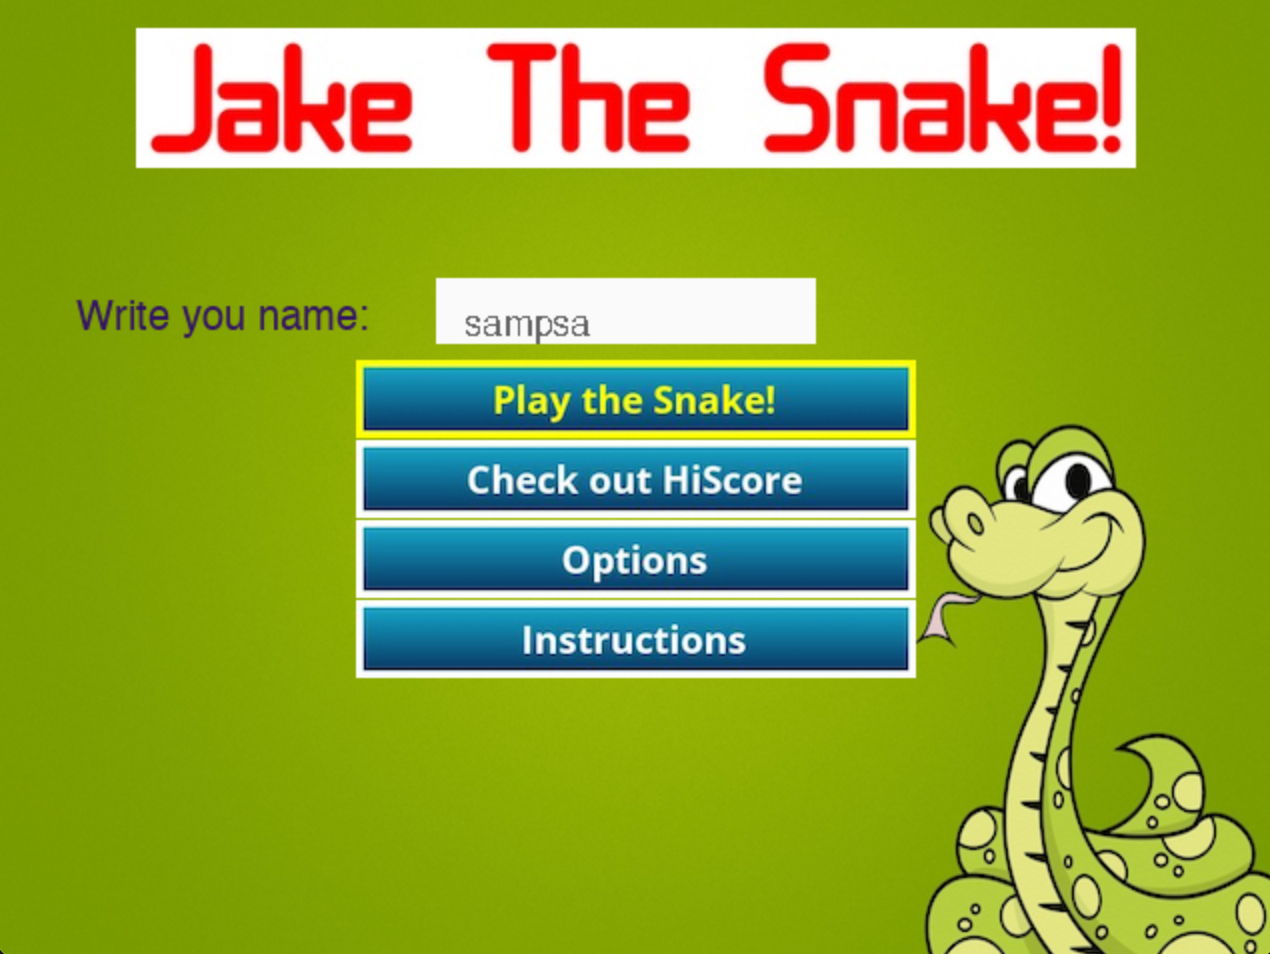 Jake The Snake!
Write you name: sampsa
Play the Snake!
Check out HiScore
Options
Instructions